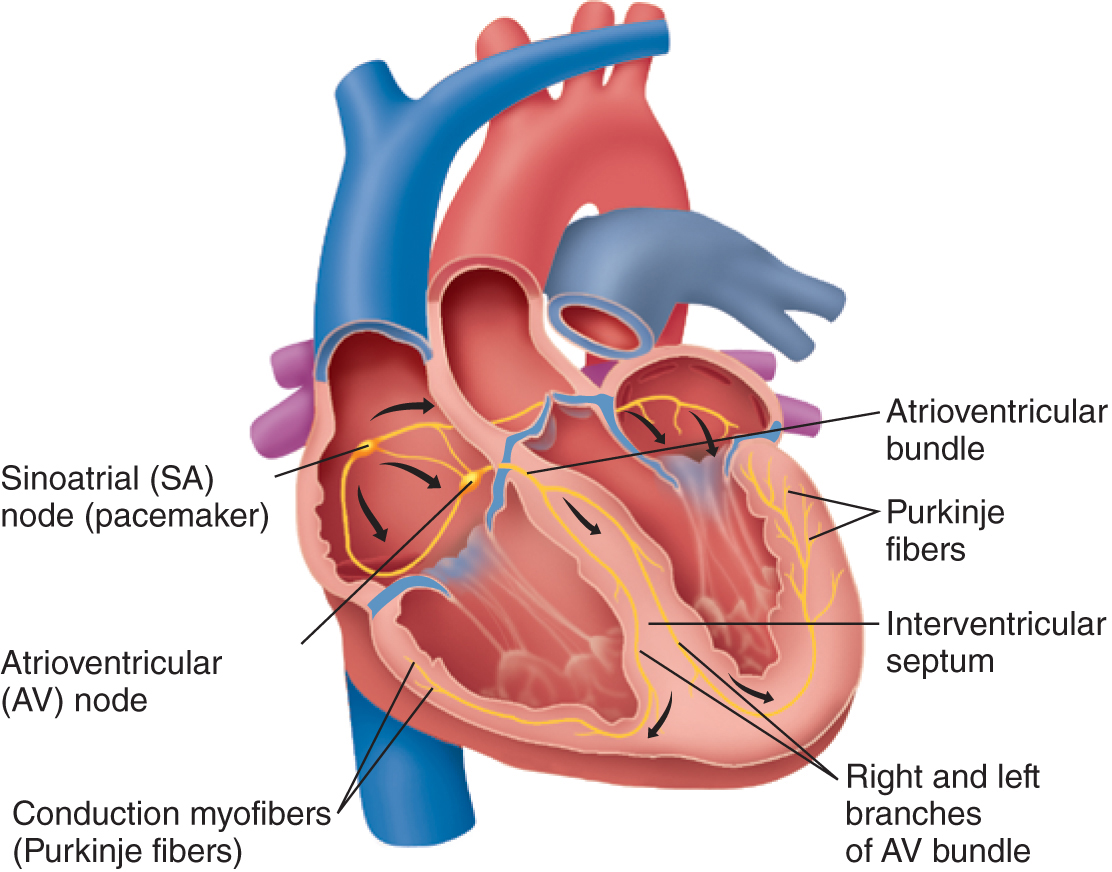 Sinoatrial (SA)
node (pacemaker)
Atrioventricular
(AV) node
Conduction myofibers
(Purkinje fibers)
Atrioventricular
bundle
Purkinje
fibers
Interventricular
septum
Right and left
branches
of AV bundle